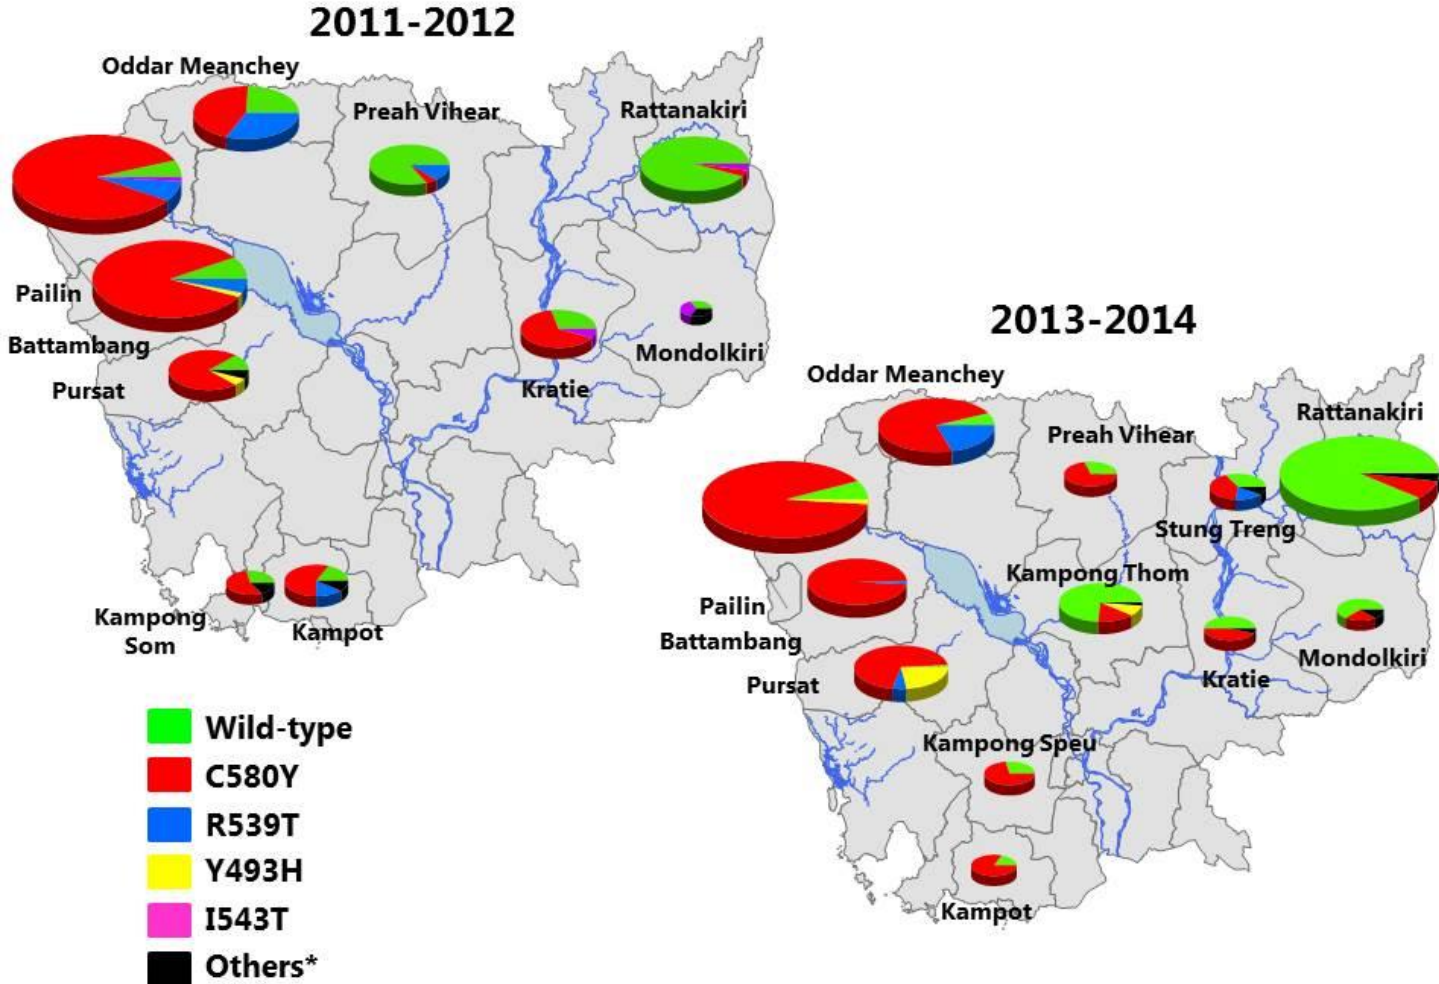 2011-2012
Oddar Meanchey
Preah Vihear
Rattanakiri
Pailin
Battambang
Pursat
Kratie
Mondolkiri
Kampong
Som
Kampot
2013-2014
Oddar Meanchey
Preah Vihear
Rattanakiri
Stung Treng
Kampong Thom
Pailin
Battambang
Pursat
Kratie
Mondolkiri
Kampong Speu
Kampot
Wild-type
C580Y
R539T
Y493H
I543T
Others*